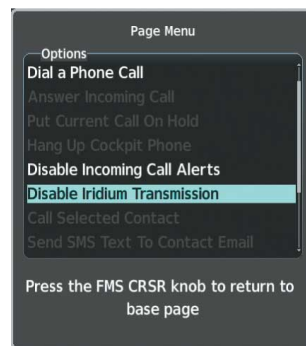 Page Menu
Options
Dial a Phone Call
Answer Incoming Call
Put Current Call On Hold
Hang Up Cockpit Phone
Disable Incoming Call Alerts
Disable Iridium Transmission
Call Selected Contact
Send SMS Text To Contact Email
Press the FMS CRSR knob to return to
base page